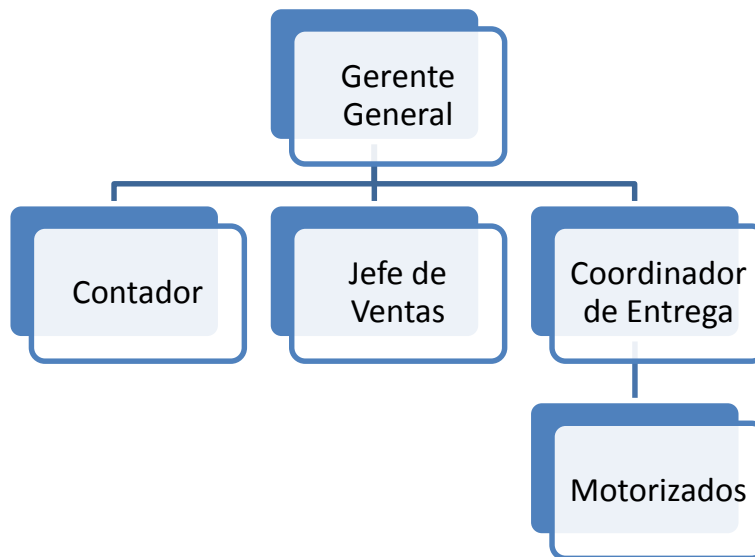 Gerente
General
Contador
Jefe de
Ventas
Coordinador
de Entrega
Motorizados